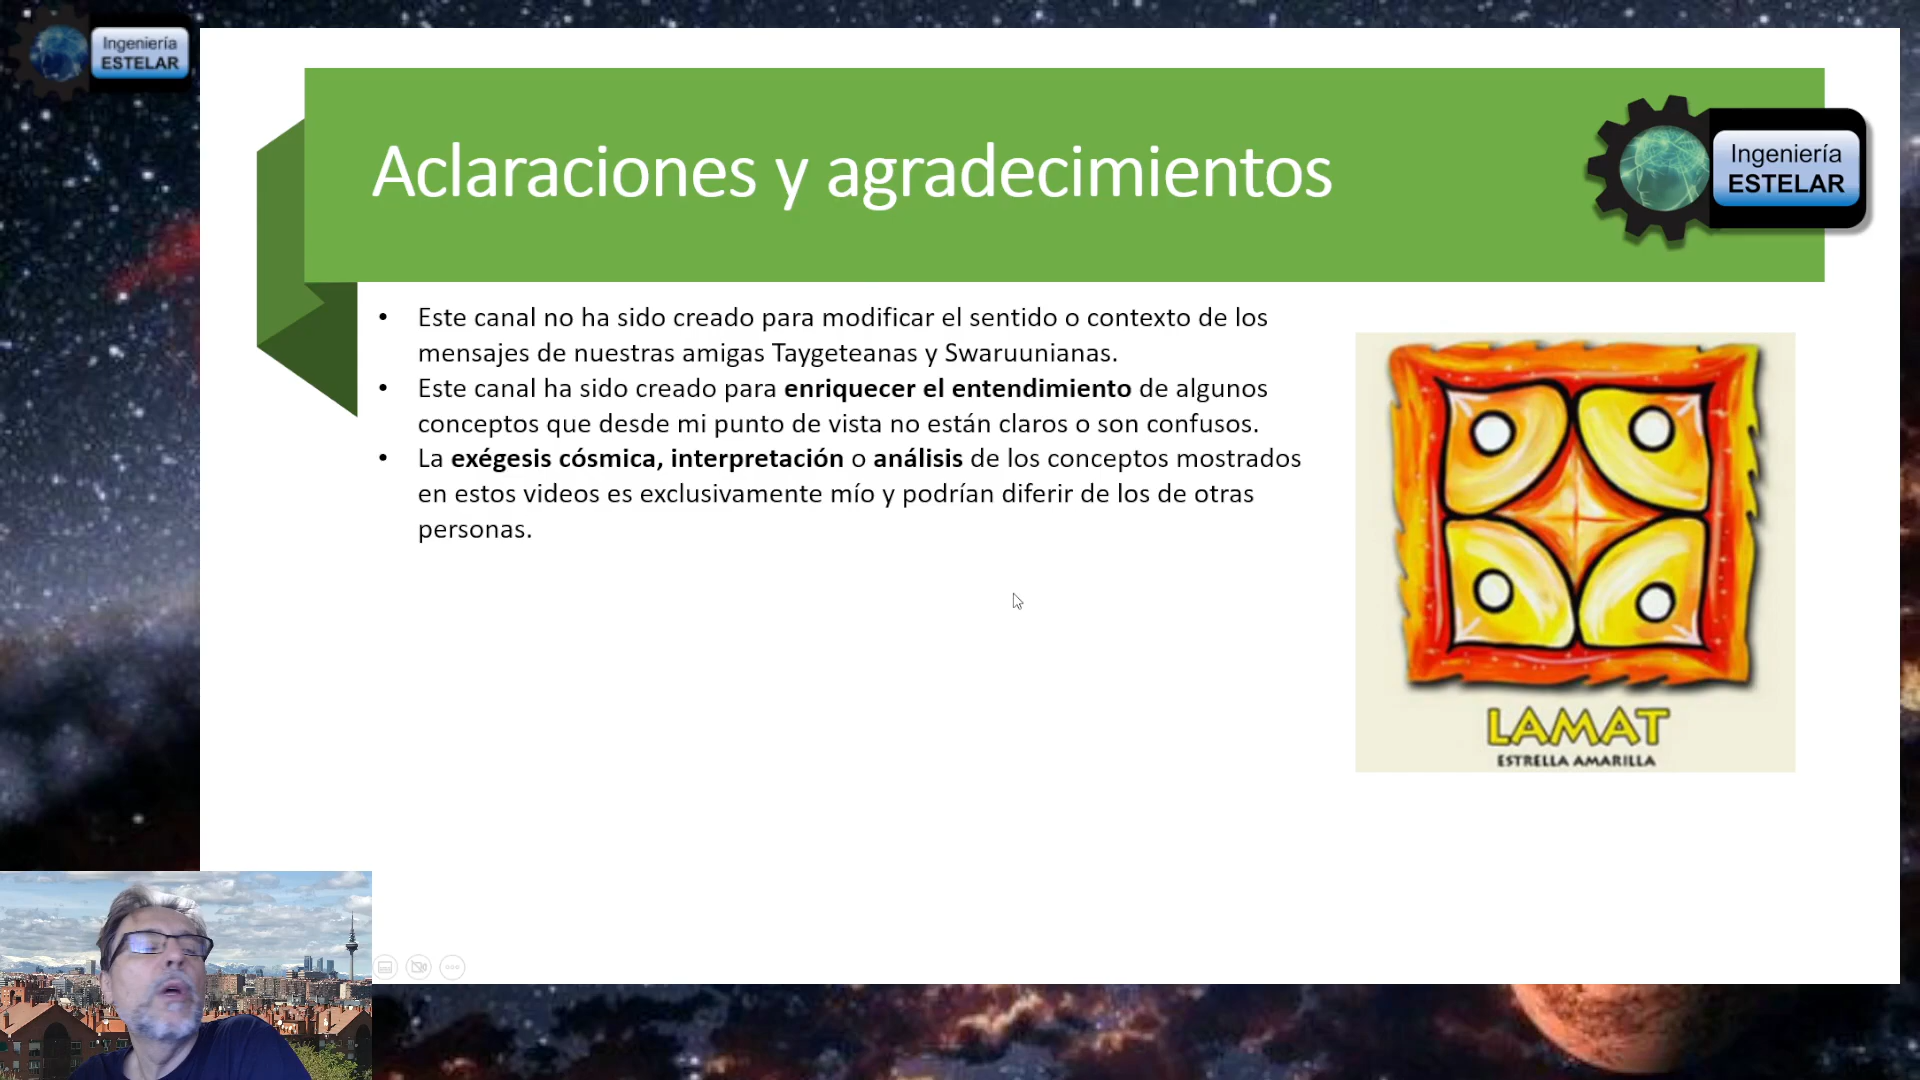 Ingeniería
ESTELAR
Aclaraciones y agradecimientos
Ingeniería
ESTELAR
• Este canal no ha sido creado para modificar el sentido o contexto de los
mensajes de nuestras amigas Taygeteanas y Swaruunianas.
• Este canal ha sido creado para enriquecer el entendimiento de algunos
conceptos que desde mi punto de vista no están claros o son confusos.
• La exégesis cósmica, interpretación o análisis de los conceptos mostrados
en estos videos es exclusivamente mío y podrían diferir de los de otras
personas.
LAMAT
ESTRELLA AMARILLA